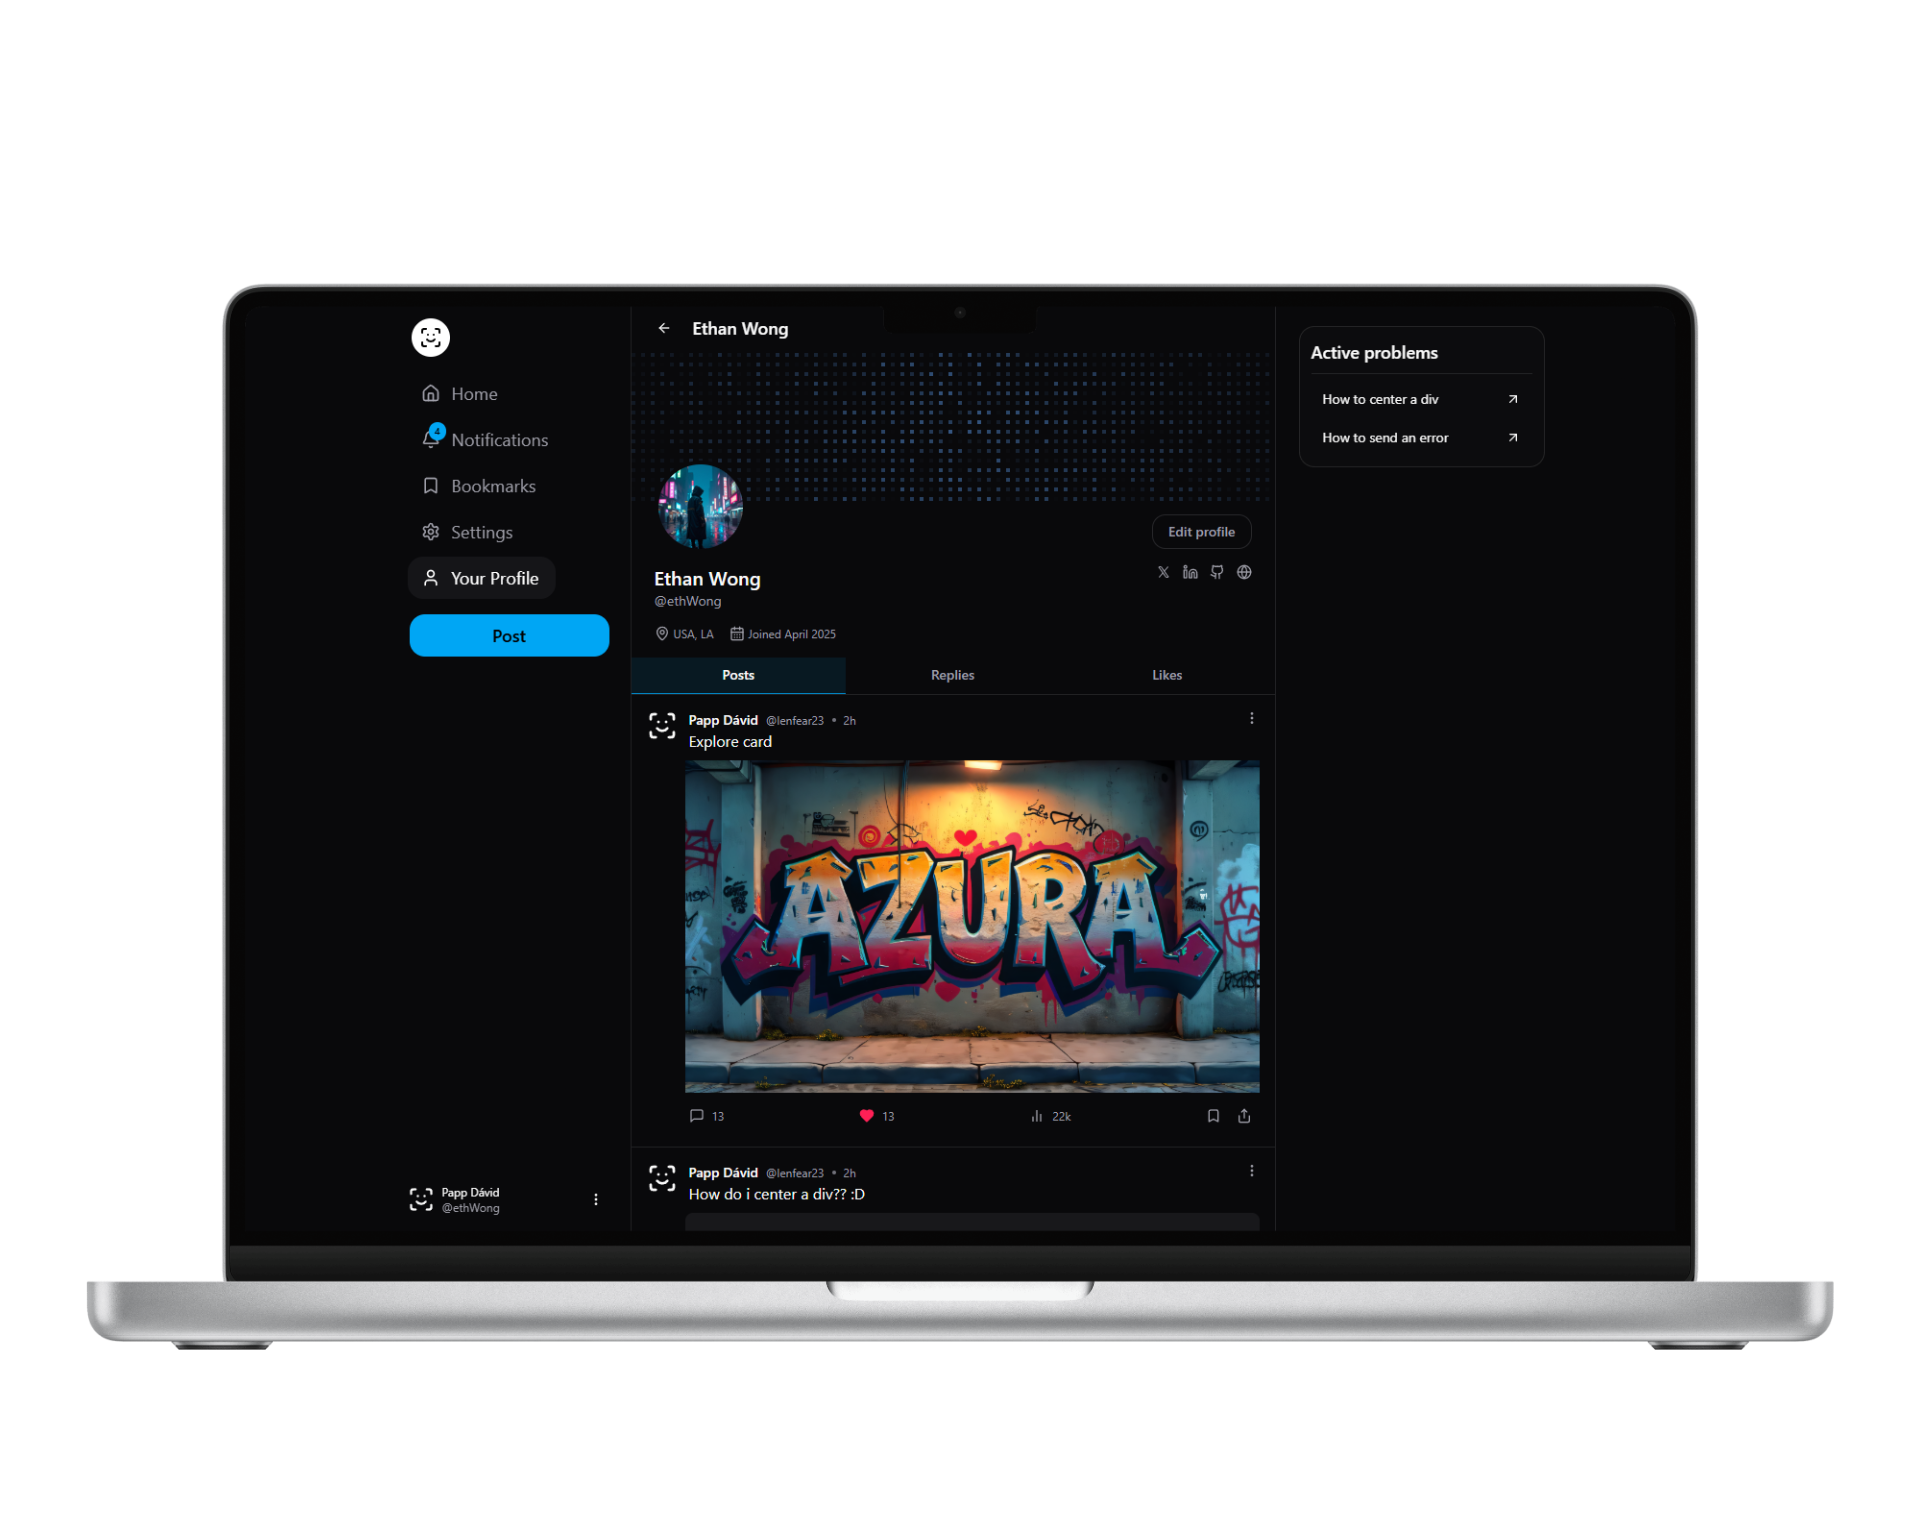 Home
4
Notifications
Bookmarks
Settings
Your Profile
Post
Papp Dávid
@ethWong
Ethan Wong
Edit profile
Ethan Wong
@ethWong
USA, LA
Joined April 2025
Posts
Replies
Likes
Papp Dávid @lenfear23 • 2h
Explore card
AZURA
13
13
22k
Papp Dávid @lenfear23 • 2h
How do i center a div?? :D
Active problems
How to center a div
How to send an error